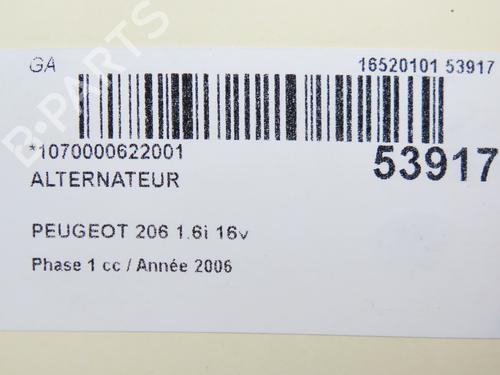 GA
16520101 53917
*1070000622001
53917
ALTERNATEUR
PEUGEOT 206 1.6i 16v
Phase 1 cc / Année 2006
B-PARTS